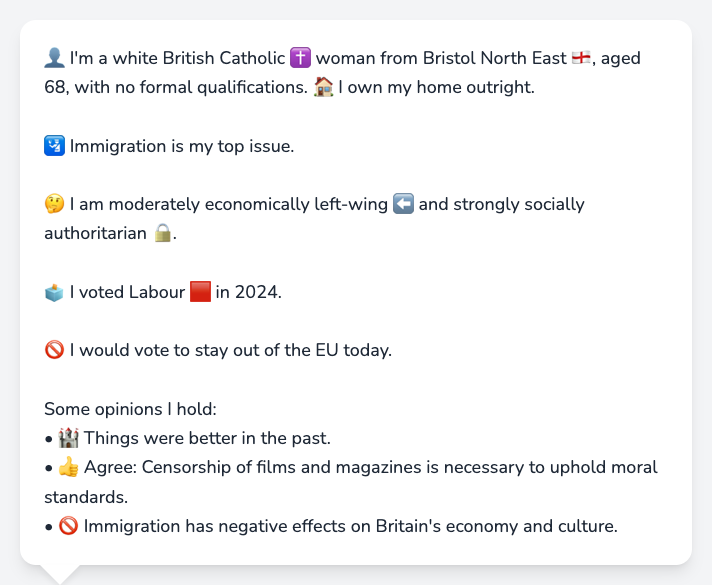 👤 I'm a white British Catholic ✝️ woman from Bristol North East 🏴󠁧󠁢󠁥󠁮󠁧󠁿, aged
68, with no formal qualifications. 🏠 I own my home outright.
🛂 Immigration is my top issue.
🤔 I am moderately economically left-wing ⬅️ and strongly socially
authoritarian 🔒.
🗳️ I voted Labour 🟥 in 2024.
🚫 I would vote to stay out of the EU today.
Some opinions I hold:
• 🏰 Things were better in the past.
• 👍 Agree: Censorship of films and magazines is necessary to uphold moral
standards.
• 🚫 Immigration has negative effects on Britain's economy and culture.